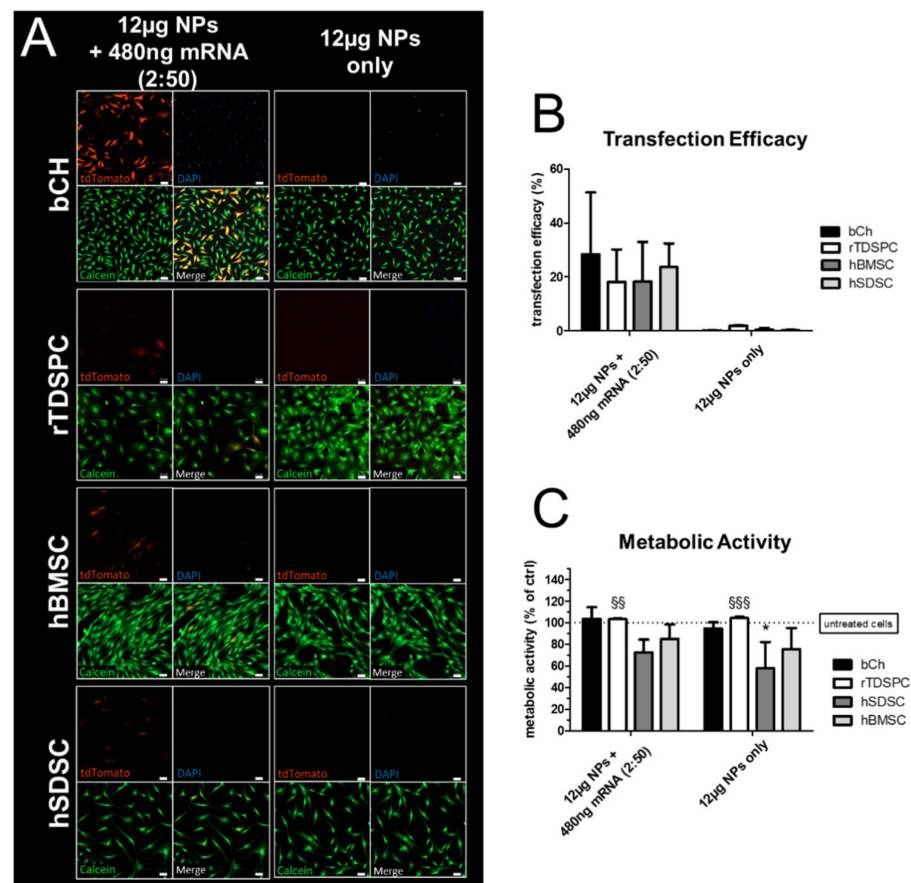 A
12µg NPs
+ 480ng mRNA
(2:50)
12µg NPs
only
bCH
tdTomato
DAPI
tdTomato
DAPI
Calcein
Merge
Calcein
Merge
rTDSPC
tdTomato
DAPI
tdTomato
DAPI
Calcein
Merge
Calcein
Merge
hBMSC
tdTomato
DAPI
tdTomato
DAPI
Calcein
Merge
Calcein
Merge
hSDSC
tdTomato
DAPI
tdTomato
DAPI
Calcein
Merge
Calcein
Merge
B
Transfection Efficacy
transfection efficacy (%)
60
40
20
0
12µg NPs +
480ng mRNA (2:50)
12µg NPs only
bCh
rTDSPC
hBMSC
hSDSC
C
Metabolic Activity
metabolic activity (% of ctrl)
140
120
100
80
60
40
20
0
§§
§§§
*
untreated cells
12µg NPs +
480ng mRNA (2:50)
12µg NPs only
bCh
rTDSPC
hSDSC
hBMSC